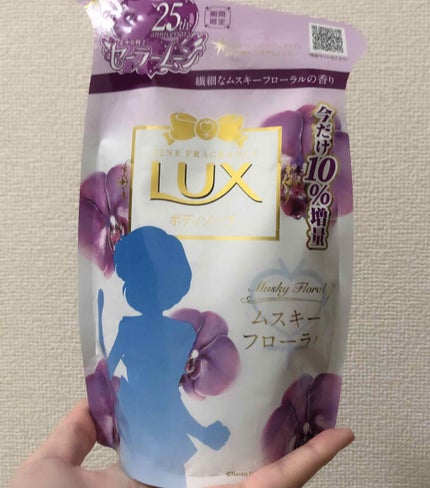 25th
anniversary
期間
限定
セーラームーン
繊細なムスキーフローラルの香り
今だけ
10%増量
FINE FRAGRANCE
LUX
ボディソープ
Musky Floral
ムスキー
フローラル